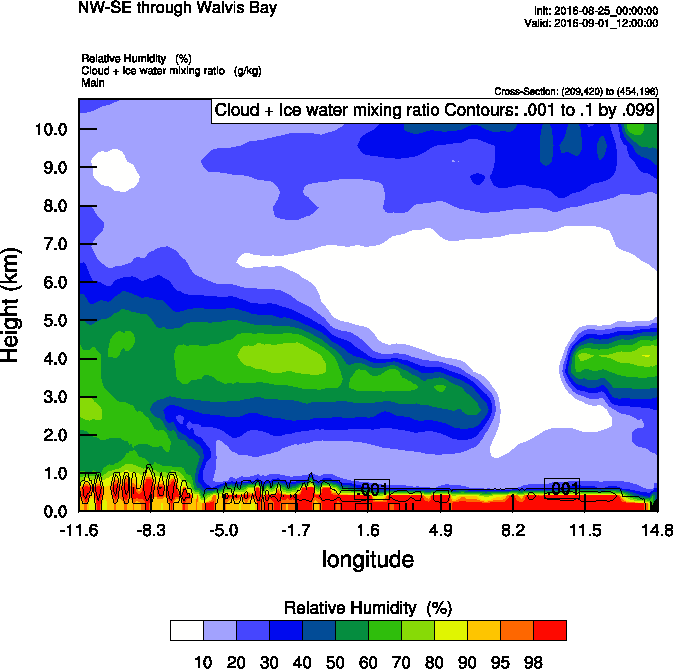 NW-SE through Walvis Bay
Init: 2016-08-25_00:00:00
Valid: 2016-09-01_12:00:00
Relative Humidity (%)
Cloud + Ice water mixing ratio (g/kg)
Main
Cross-Section: (209,420) to (454,196)
Cloud + Ice water mixing ratio Contours: .001 to .1 by .099
10.0
9.0
8.0
7.0
6.0
5.0
4.0
3.0
2.0
1.0
0.0
Height (km)
.001 .001
-11.6 -8.3 -5.0 -1.7 1.6 4.9 8.2 11.5 14.8
longitude
Relative Humidity (%)
10 20 30 40 50 60 70 80 90 95 98